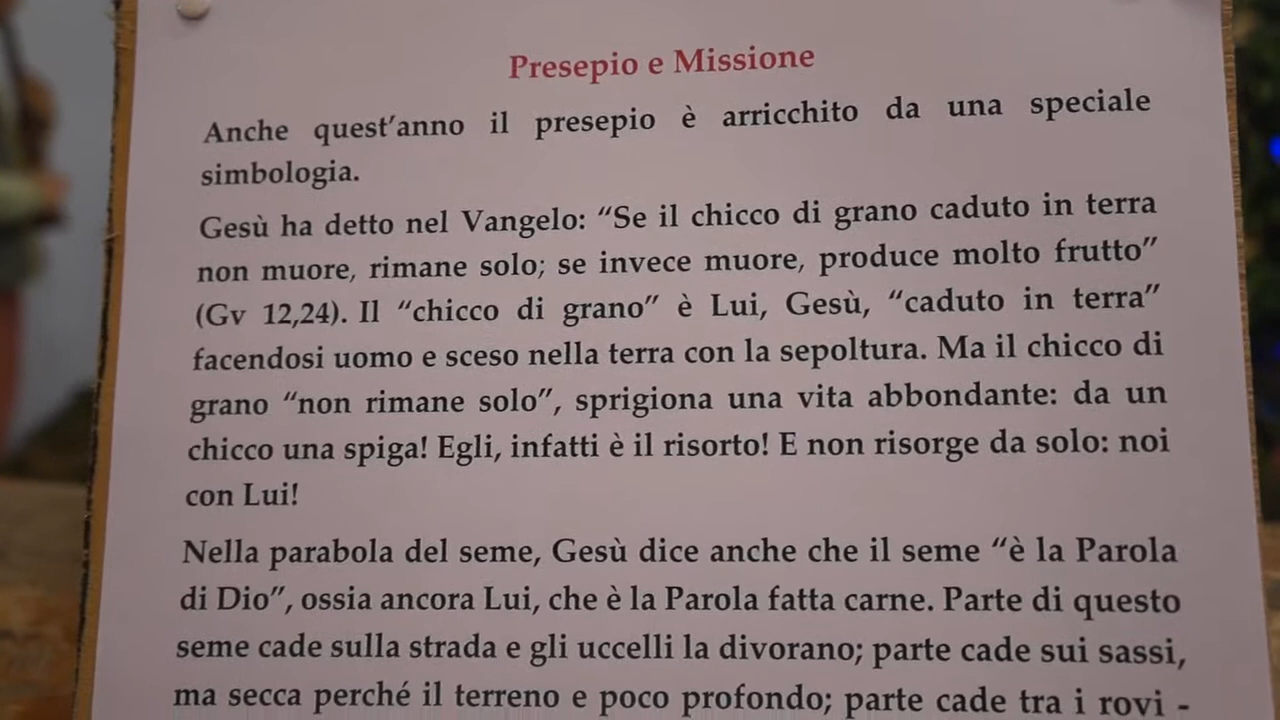 Presepio e Missione
Anche quest'anno il presepio è arricchito da una speciale
simbologia.
Gesù ha detto nel Vangelo: “Se il chicco di grano caduto in terra
non muore, rimane solo; se invece muore, produce molto frutto”
(Gv 12,24). Il “chicco di grano” è Lui, Gesù, “caduto in terra”
facendosi uomo e sceso nella terra con la sepoltura. Ma il chicco di
grano “non rimane solo”, sprigiona una vita abbondante: da un
chicco una spiga! Egli, infatti è il risorto! E non risorge da solo: noi
con Lui!
Nella parabola del seme, Gesù dice anche che il seme “è la Parola
di Dio”, ossia ancora Lui, che è la Parola fatta carne. Parte di questo
seme cade sulla strada e gli uccelli la divorano; parte cade sui sassi,
ma secca perché il terreno e poco profondo; parte cade tra i rovi -